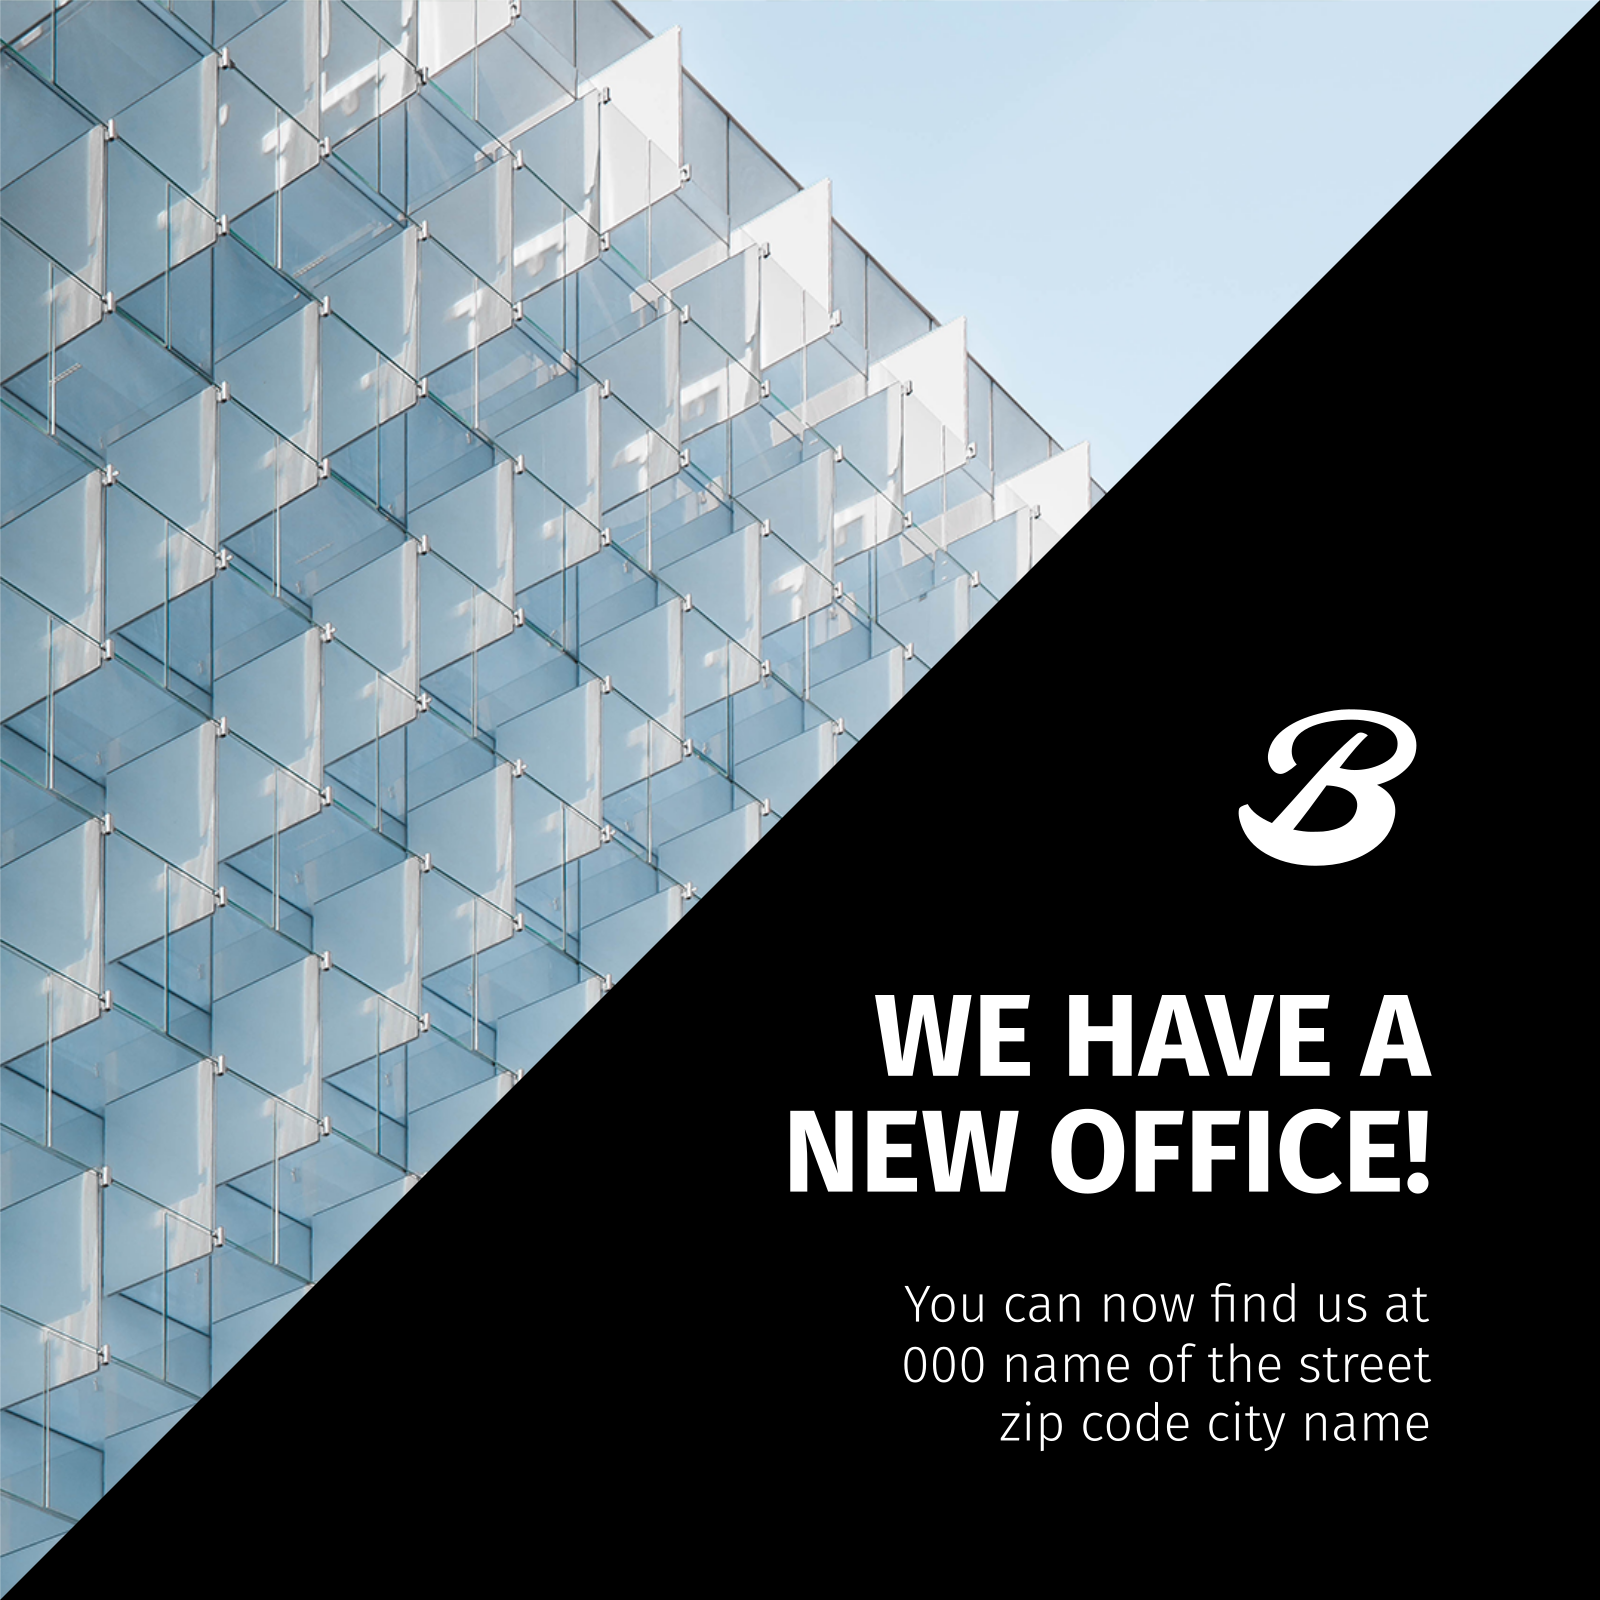 B
WE HAVE A
NEW OFFICE!
You can now find us at
000 name of the street
zip code city name